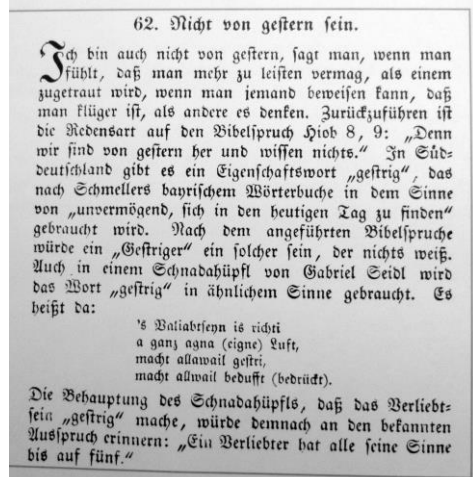 62. Nicht von gestern sein.
Ich bin auch nicht von gestern, sagt man, wenn man
fühlt, daß man mehr zu leisten vermag, als einem
zugetraut wird, wenn man jemand beweisen kann, daß
man klüger ist, als andere es denken. Zurückzuführen ist
die Redensart auf den Bibelspruch Hiob 8, 9: „Denn
wir sind von gestern her und wissen nichts.“ In Süd-
deutschland gibt es ein Eigenschaftswort „gestrig“, das
nach Schmellers bayrischem Wörterbuche in dem Sinne
von „unvermögend, sich in den heutigen Tag zu finden“
gebraucht wird. Nach dem angeführten Bibelspruche
würde ein „Gestriger“ ein solcher sein, der nichts weiß.
Auch in einem Schnadahüpfl von Gabriel Seidl wird
das Wort „gestrig“ in ähnlichem Sinne gebraucht. Es
heißt da:
's Valiabtseyn is richti
a ganz agna (eigne) Luft,
macht allawail gestri,
macht allwail bedufft (bedrückt).
Die Behauptung des Schnadahüpfls, daß das Verliebt-
sein „gestrig“ mache, würde demnach an den bekannten
Ausspruch erinnern: „Ein Verliebter hat alle seine Sinne
bis auf fünf.“